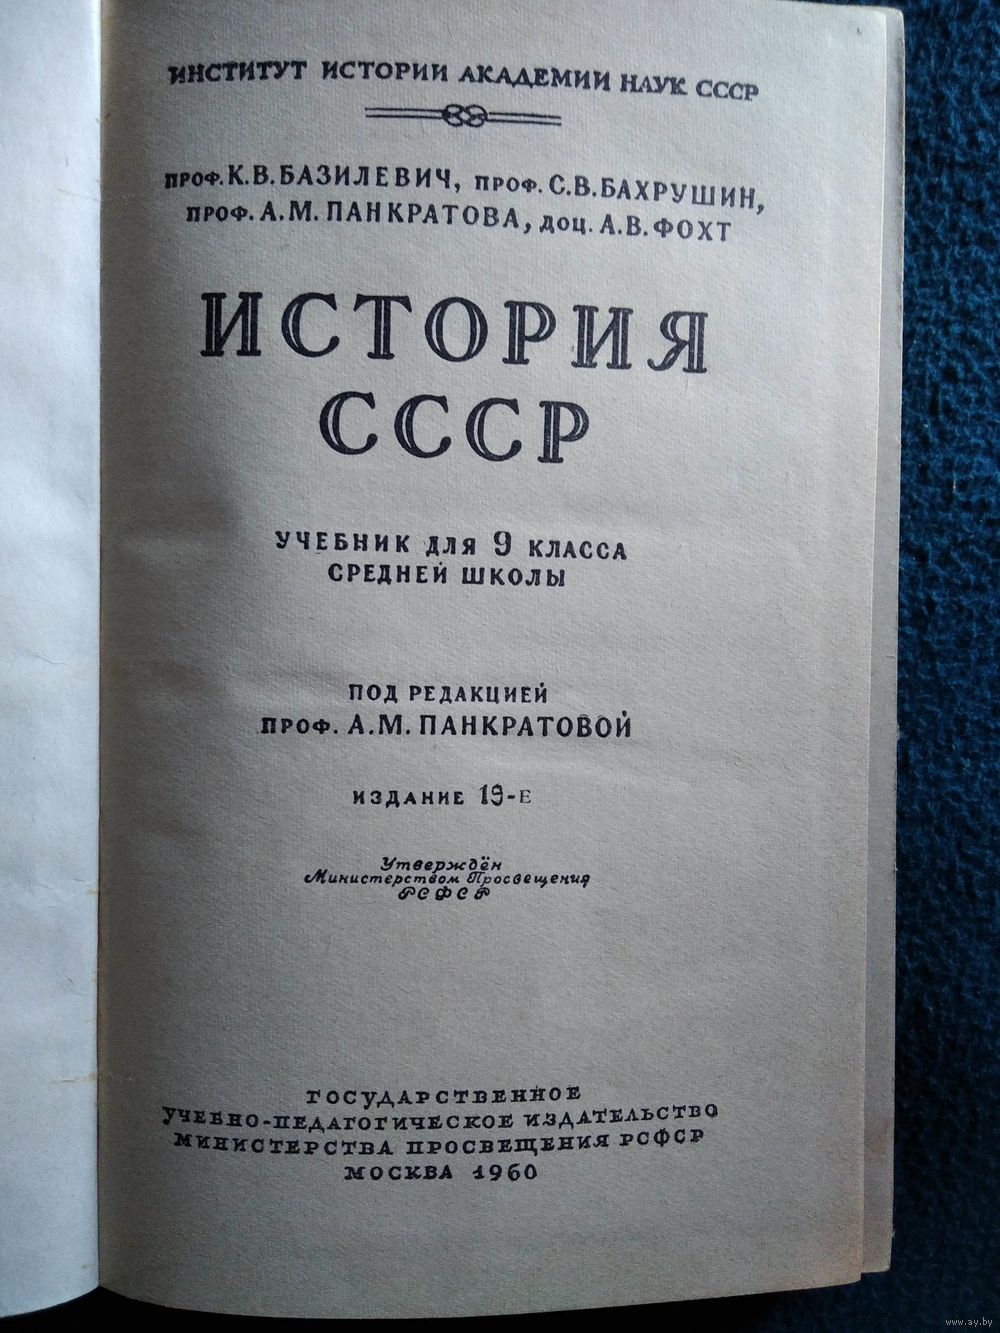 ИНСТИТУТ ИСТОРИИ АКАДЕМИИ НАУК СССР
ПРОФ. К.В. БАЗИЛЕВИЧ, ПРОФ. С.В. БАХРУШИН,
ПРОФ. А.М. ПАНКРАТОВА, ДОЦ. А.В. ФОХТ
ИСТОРИЯ
СССР
УЧЕБНИК ДЛЯ 9 КЛАССА
СРЕДНЕЙ ШКОЛЫ
ПОД РЕДАКЦИЕЙ
ПРОФ. А.М. ПАНКРАТОВОЙ
ИЗДАНИЕ 19-Е
Утверждён
Министерством Просвещения
РСФСР
ГОСУДАРСТВЕННОЕ
УЧЕБНО-ПЕДАГОГИЧЕСКОЕ ИЗДАТЕЛЬСТВО
МИНИСТЕРСТВА ПРОСВЕЩЕНИЯ РСФСР
МОСКВА 1960
www.ay.by